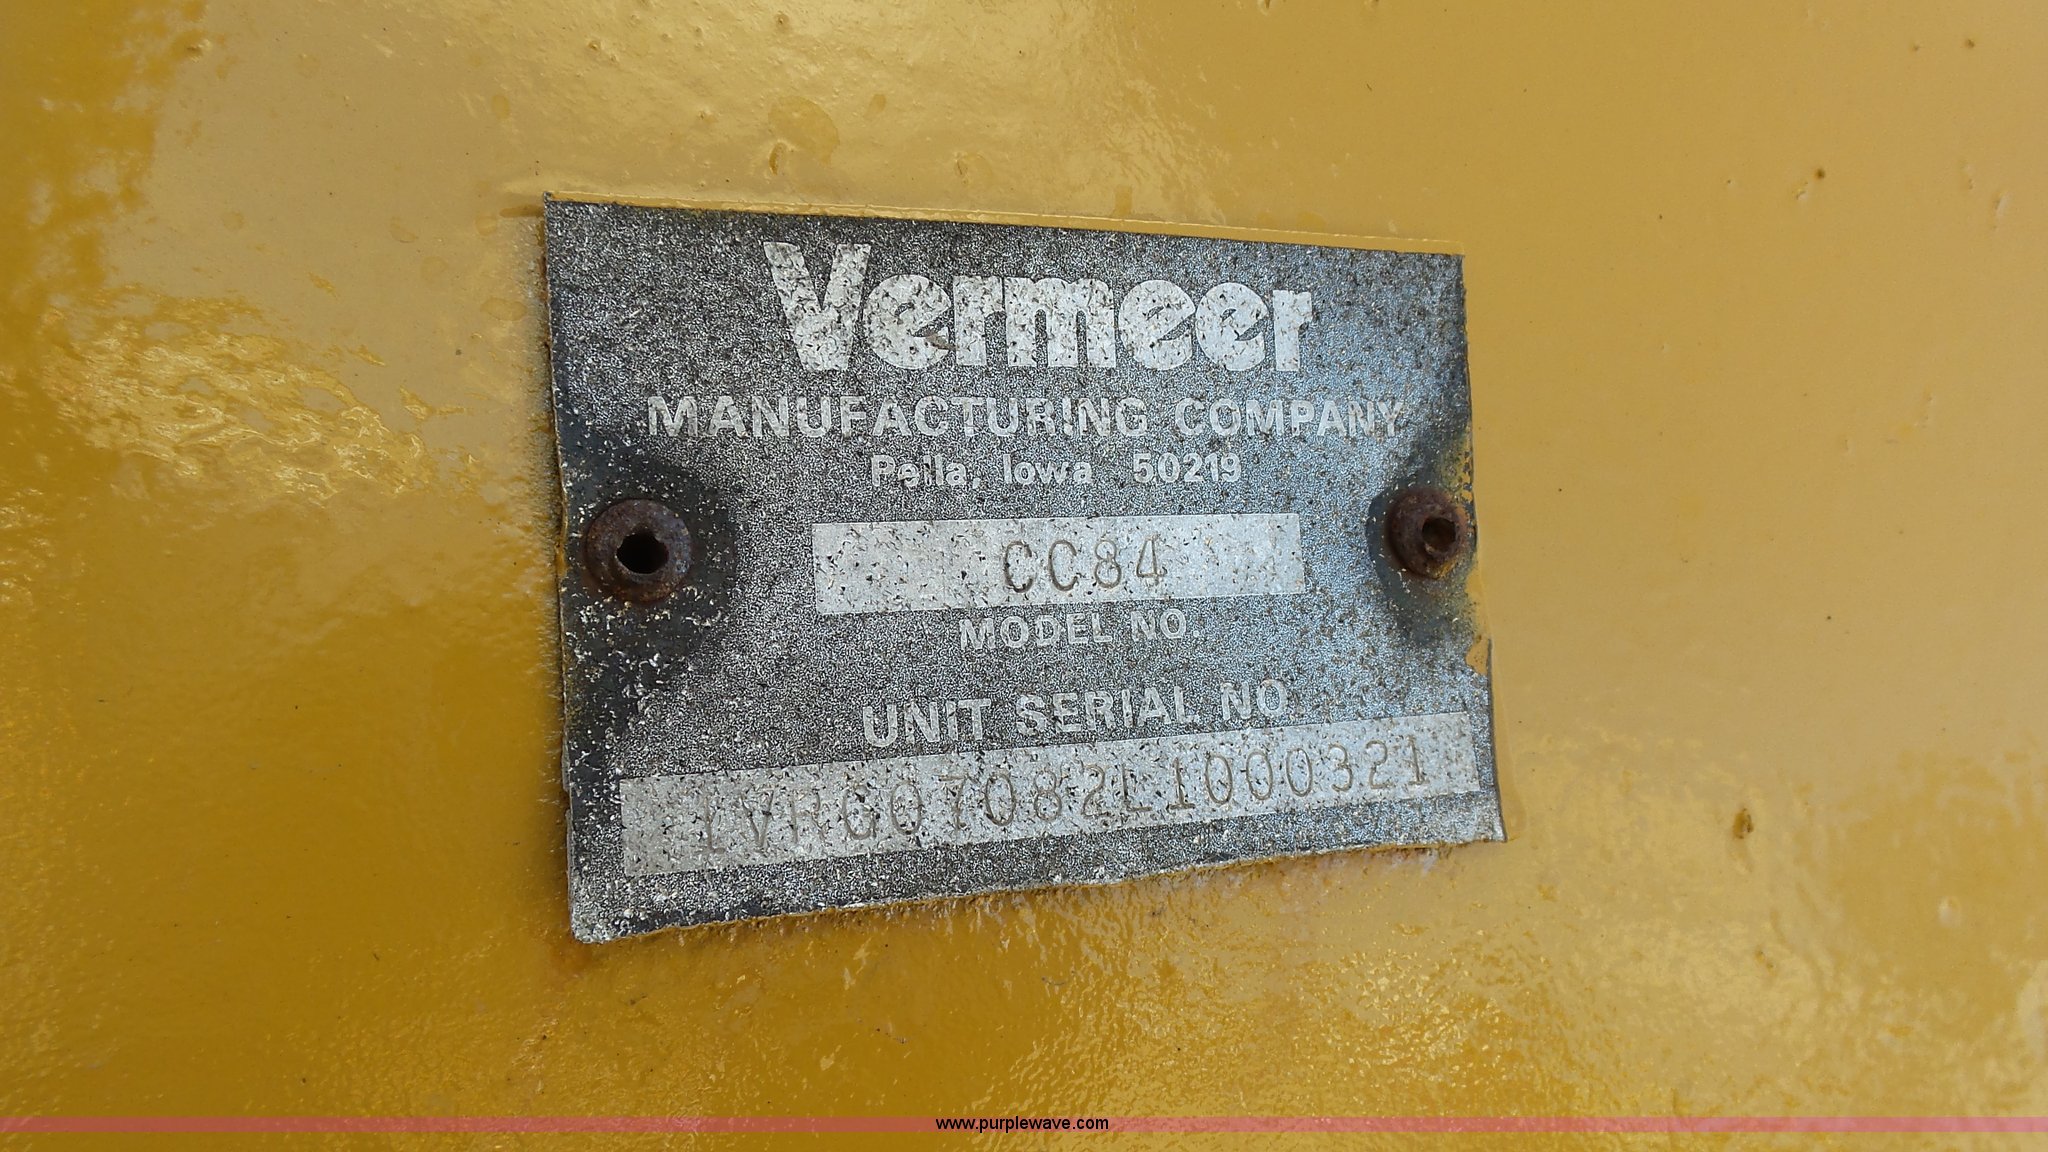 Vermeer
MANUFACTURING COMPANY
Pella, Iowa 50219
CC84
MODEL NO.
UNIT SERIAL NO
1VRC07082L1000321
www.purplewave.com